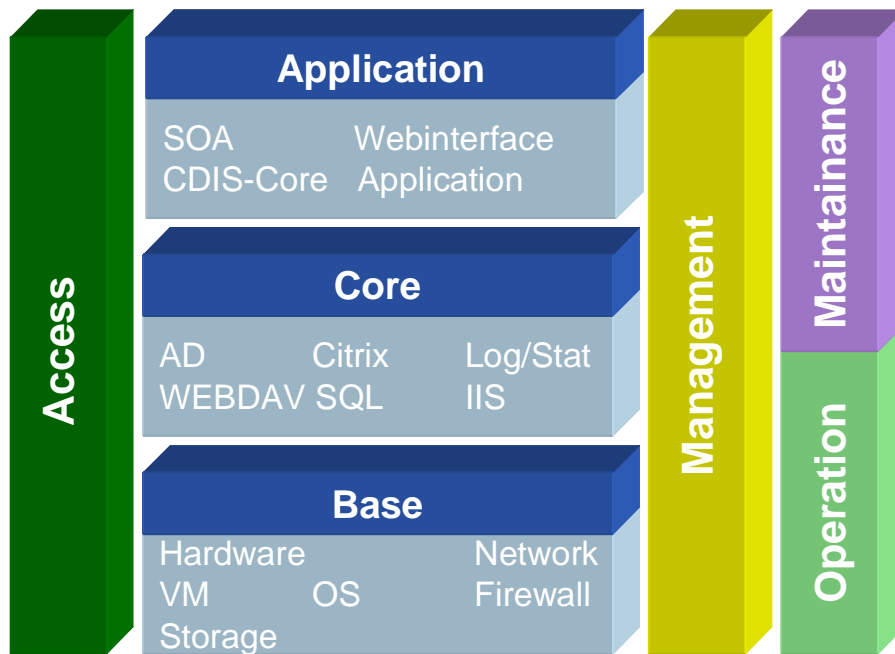 Access
Application
SOA Webinterface
CDIS-Core Application
Core
AD Citrix Log/Stat
WEBDAV SQL IIS
Base
Hardware Network
VM OS Firewall
Storage
Management
Maintainance
Operation